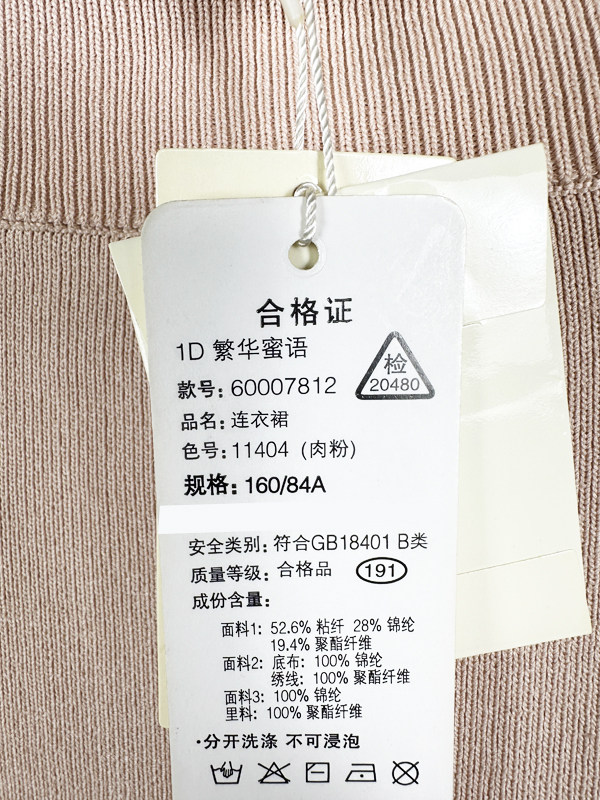 合格证
1D 繁华蜜语
检
20480
款号: 60007812
品名: 连衣裙
色号: 11404 (肉粉)
规格: 160/84A
安全类别: 符合GB18401 B类
质量等级: 合格品 191
成份含量:
面料1: 52.6% 粘纤 28% 锦纶
19.4% 聚酯纤维
面料2: 底布: 100% 锦纶
绣线: 100% 聚酯纤维
面料3: 100% 锦纶
里料: 100% 聚酯纤维
·分开洗涤 不可浸泡